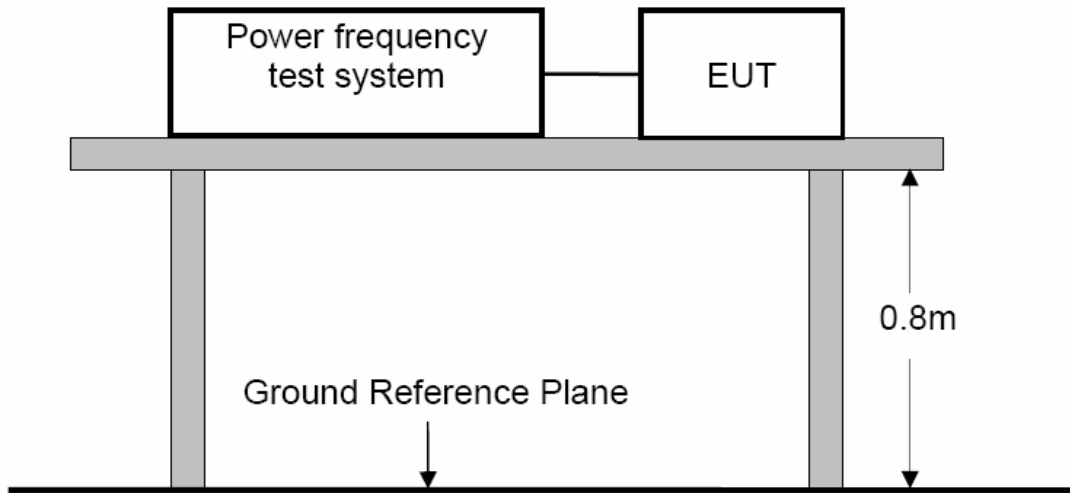 Power frequency
test system
EUT
0.8m
Ground Reference Plane